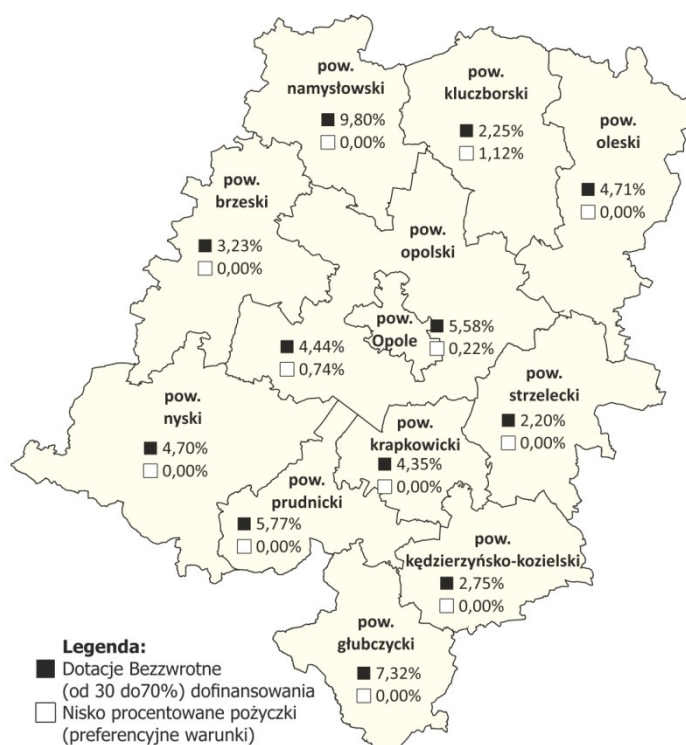 pow.
namysłowski
9,80%
0,00%
pow.
kluczborski
2,25%
1,12%
pow.
oleski
4,71%
0,00%
pow.
brzeski
3,23%
0,00%
pow.
opolski
4,44%
0,74%
pow.
Opole
5,58%
0,22%
pow.
strzelecki
2,20%
0,00%
pow.
nyski
4,70%
0,00%
pow.
krapkowicki
4,35%
0,00%
pow.
prudnicki
5,77%
0,00%
pow.
kędzierzyńsko-kozielski
2,75%
0,00%
pow.
głubczycki
7,32%
0,00%
Legenda:
Dotacje Bezzwrotne
(od 30 do70%) dofinansowania
Nisko procentowane pożyczki
(preferencyjne warunki)